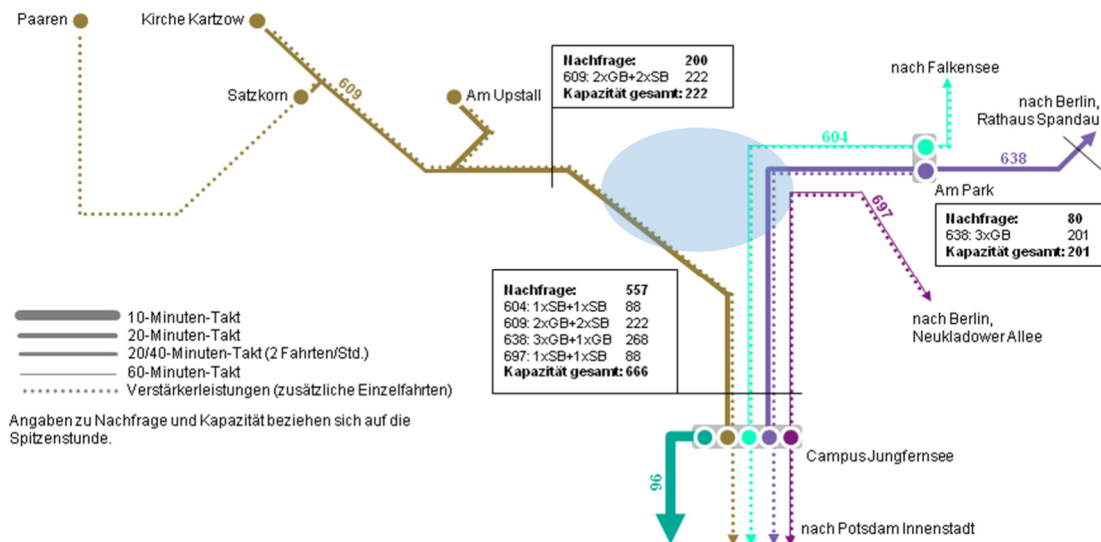 Paaren
Kirche Kartzow
Satzkorn
609
Am Upstall
Nachfrage: 200
609: 2xGB+2xSB 222
Kapazität gesamt: 222
nach Falkensee
nach Berlin,
Rathaus Spandau
604
638
Am Park
697
Nachfrage: 80
638: 3xGB 201
Kapazität gesamt: 201
nach Berlin,
Neukladower Allee
Nachfrage: 557
604: 1xSB+1xSB 88
609: 2xGB+2xSB 222
638: 3xGB+1xGB 268
697: 1xSB+1xSB 88
Kapazität gesamt: 666
10-Minuten-Takt
20-Minuten-Takt
20/40-Minuten-Takt (2 Fahrten/Std.)
60-Minuten-Takt
Verstärkerleistungen (zusätzliche Einzelfahrten)
Angaben zu Nachfrage und Kapazität beziehen sich auf die
Spitzenstunde.
Campus Jungfernsee
96
nach Potsdam Innenstadt